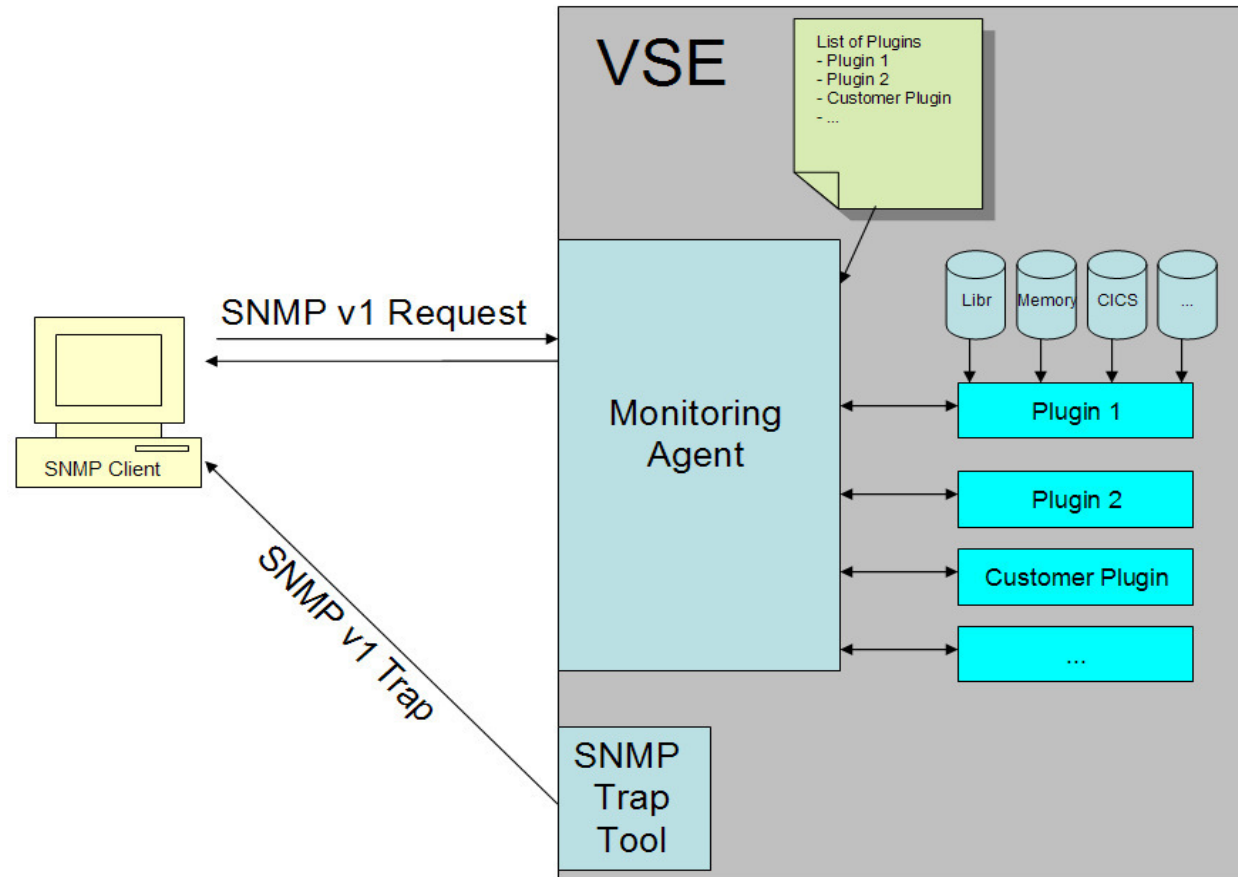 VSE
List of Plugins
- Plugin 1
- Plugin 2
- Customer Plugin
- ...
SNMP v1 Request
SNMP Client
SNMP v1 Trap
Monitoring
Agent
Libr
Memory
CICS
...
Plugin 1
Plugin 2
Customer Plugin
...
SNMP
Trap
Tool